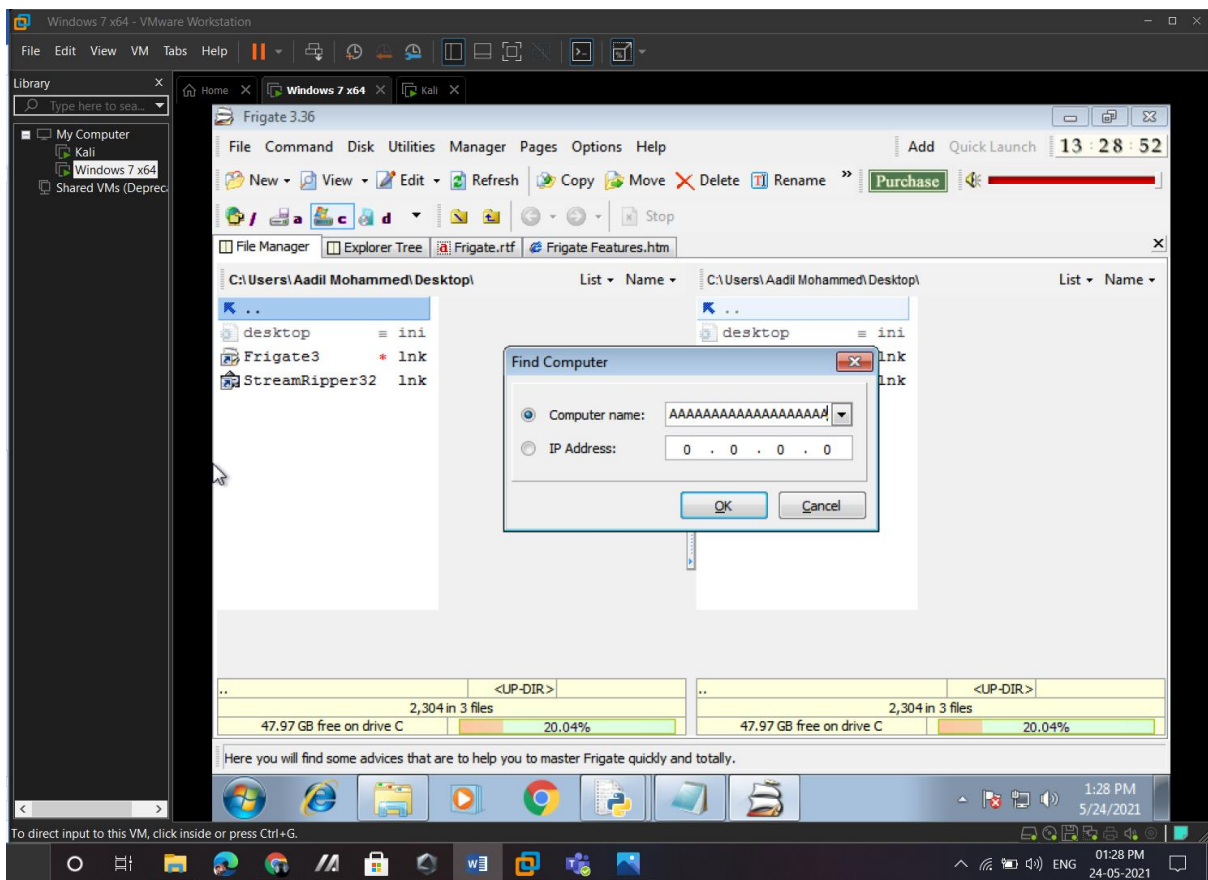 Windows 7 x64 - VMware Workstation
File Edit View VM Tabs Help
Library X
Type here to sea...
My Computer
Kali
Windows 7 x64
Shared VMs (Depreca
Home Windows 7 x64 Kali
Frigate 3.36
File Command Disk Utilities Manager Pages Options Help Add Quick Launch 13:28:52
New View Edit Refresh Copy Move Delete Rename » Purchase
/ a c d Stop
File Manager Explorer Tree Frigate.rtf Frigate Features.htm
C:\Users\Aadil Mohammed\Desktop\ List Name C:\Users\Aadil Mohammed\Desktop\ List Name
.. ..
desktop ≡ ini desktop ≡ ini
Frigate3 * lnk lnk
StreamRipper32 lnk lnk
Find Computer
Computer name: AAAAAAAAAAAAAAAAAAA
IP Address: 0 . 0 . 0 . 0
OK Cancel
.. <UP-DIR> .. <UP-DIR>
2,304 in 3 files 2,304 in 3 files
47.97 GB free on drive C 20.04% 47.97 GB free on drive C 20.04%
Here you will find some advices that are to help you to master Frigate quickly and totally.
1:28 PM
5/24/2021
To direct input to this VM, click inside or press Ctrl+G.
ENG 01:28 PM
24-05-2021